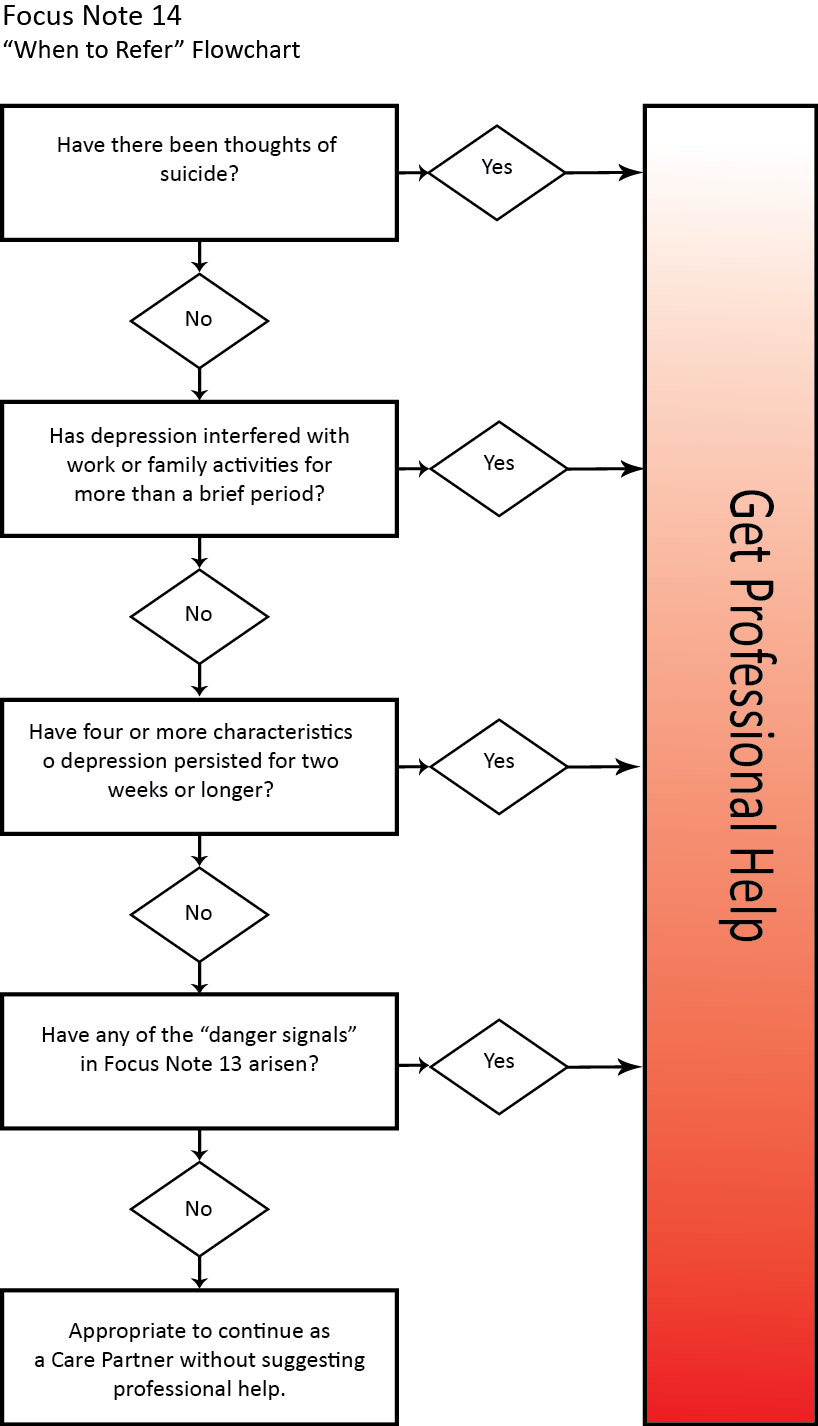 Focus Note 14
“When to Refer” Flowchart
Have there been thoughts of
suicide?
Yes
No
Has depression interfered with
work or family activities for
more than a brief period?
Yes
No
Have four or more characteristics
o depression persisted for two
weeks or longer?
Yes
No
Have any of the “danger signals”
in Focus Note 13 arisen?
Yes
No
Appropriate to continue as
a Care Partner without suggesting
professional help.
Get Professional Help